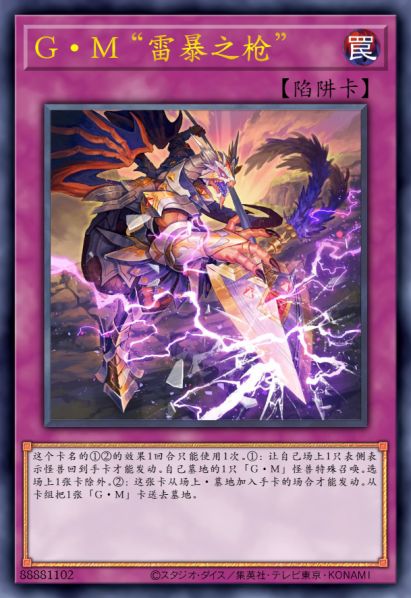 G・M“雷暴之枪”
罠
【陷阱卡】
这个卡名的①②的效果1回合只能使用1次。①：让自己场上1只表侧表
示怪兽回到手卡才能发动。自己墓地的1只「G・M」怪兽特殊召唤。选
场上1张卡除外。②：这张卡从场上・墓地加入手卡的场合才能发动。从
卡组把1张「G・M」卡送去墓地。
88881102
©スタジオ・ダイス／集英社・テレビ東京・KONAMI